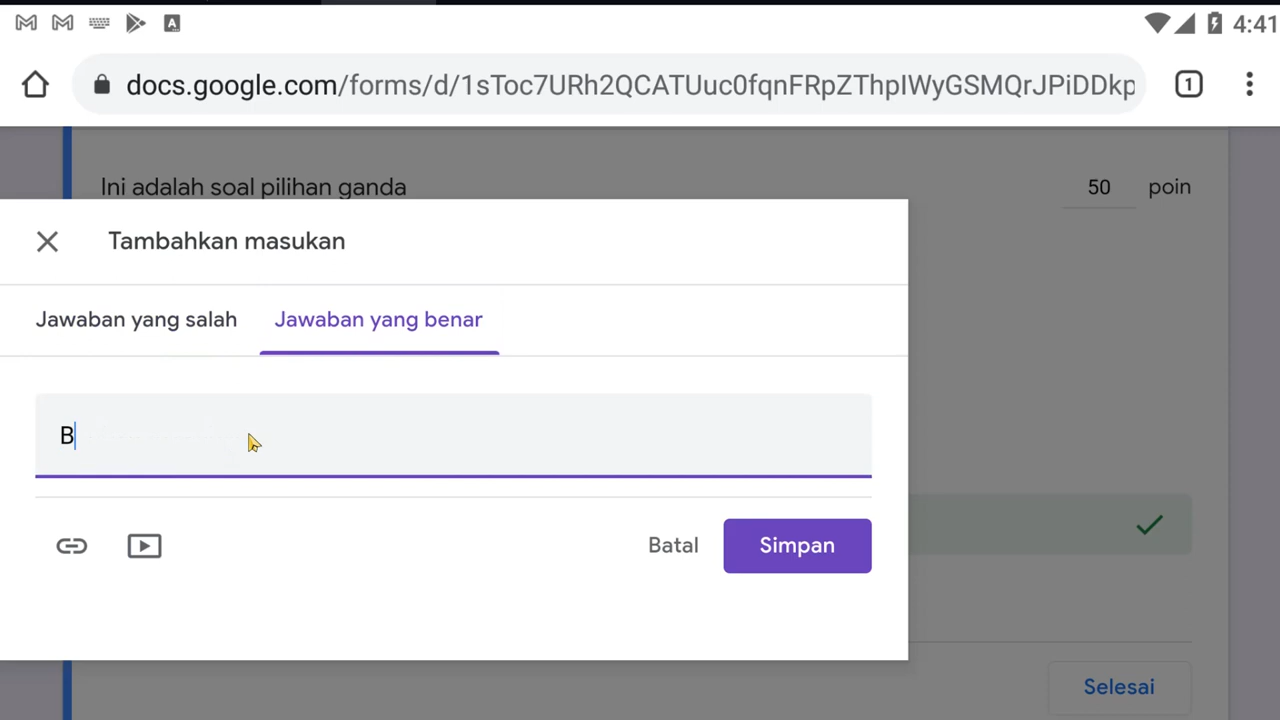 4:41
docs.google.com/forms/d/1sToc7URh2QCATUuc0fqnFRpZThpIWyGSMQrJPiDDkp
1
Ini adalah soal pilihan ganda
50 poin
Tambahkan masukan
Jawaban yang salah
Jawaban yang benar
B
Batal
Simpan
Selesai